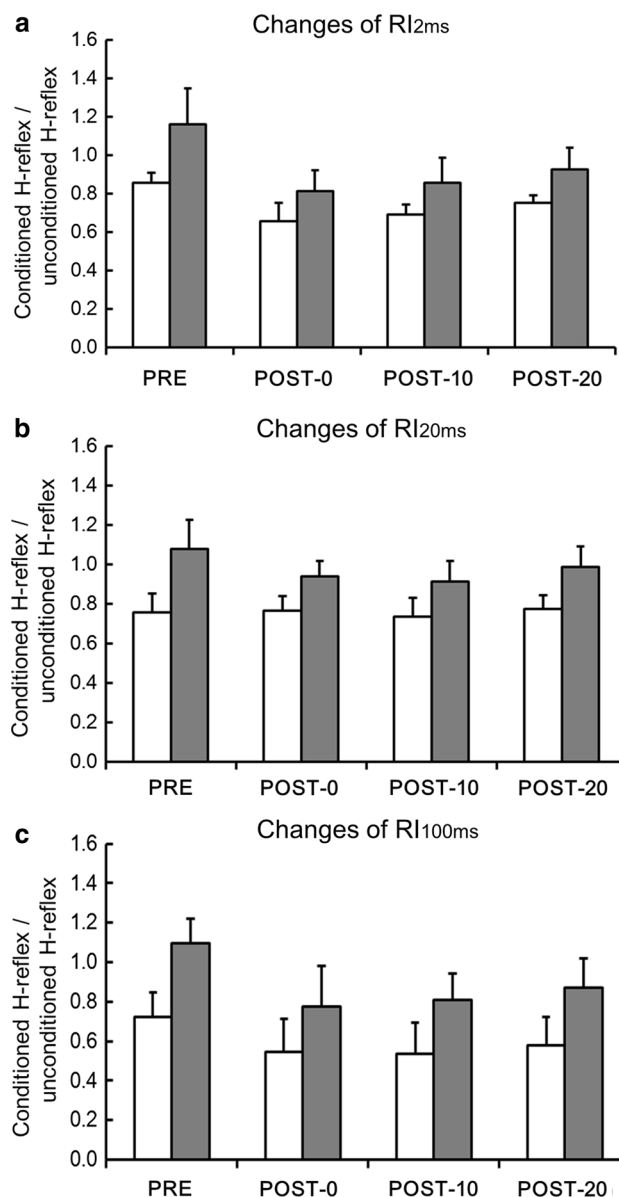 a
Changes of RI2ms
Conditioned H-reflex /
unconditioned H-reflex
1.6
1.4
1.2
1.0
0.8
0.6
0.4
0.2
0.0
PRE POST-0 POST-10 POST-20
b
Changes of RI20ms
Conditioned H-reflex /
unconditioned H-reflex
1.6
1.4
1.2
1.0
0.8
0.6
0.4
0.2
0.0
PRE POST-0 POST-10 POST-20
c
Changes of RI100ms
Conditioned H-reflex /
unconditioned H-reflex
1.6
1.4
1.2
1.0
0.8
0.6
0.4
0.2
0.0
PRE POST-0 POST-10 POST-20